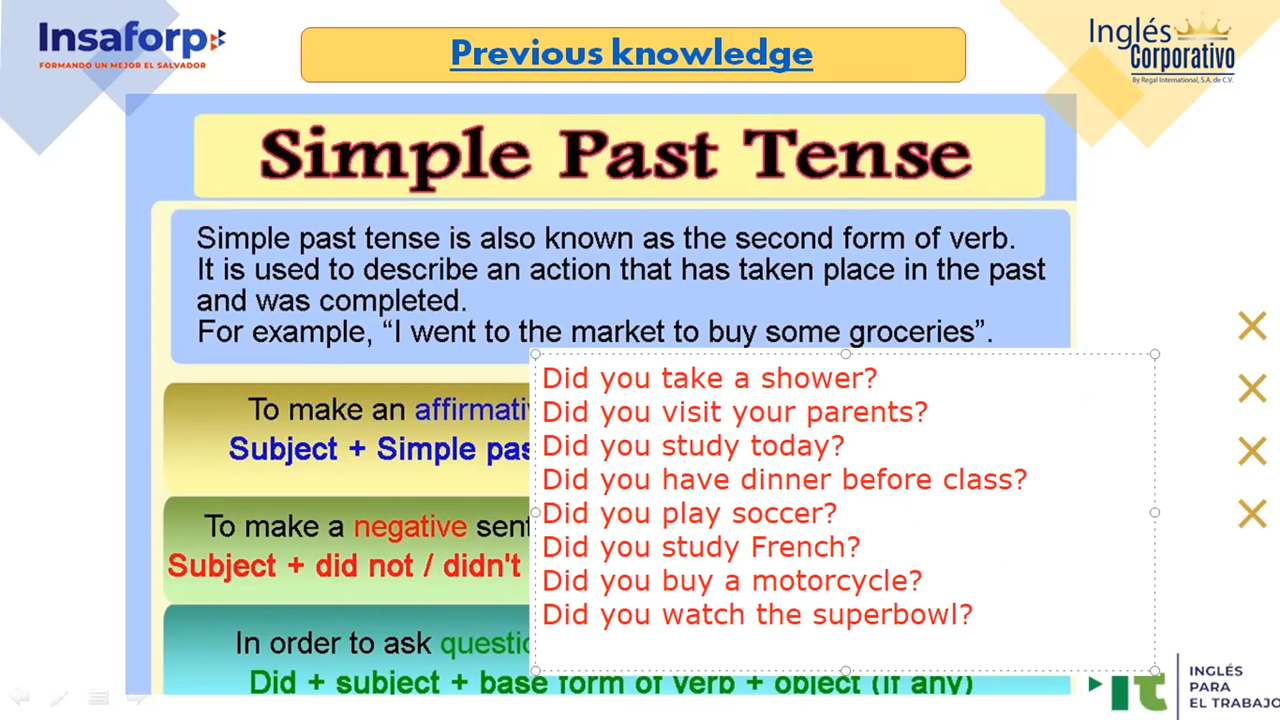 Insaforp
FORMANDO UN MEJOR EL SALVADOR
Previous knowledge
Inglés
Corporativo
By Regal International, S.A. de C.V.
Simple Past Tense
Simple past tense is also known as the second form of verb.
It is used to describe an action that has taken place in the past
and was completed.
For example, “I went to the market to buy some groceries”.
To make an affirmativ
Subject + Simple pas
To make a negative sent
Subject + did not / didn't
In order to ask questio
Did + subject + base form of verb + object (if any)
Did you take a shower?
Did you visit your parents?
Did you study today?
Did you have dinner before class?
Did you play soccer?
Did you study French?
Did you buy a motorcycle?
Did you watch the superbowl?
it
INGLÉS
PARA
EL TRABAJO